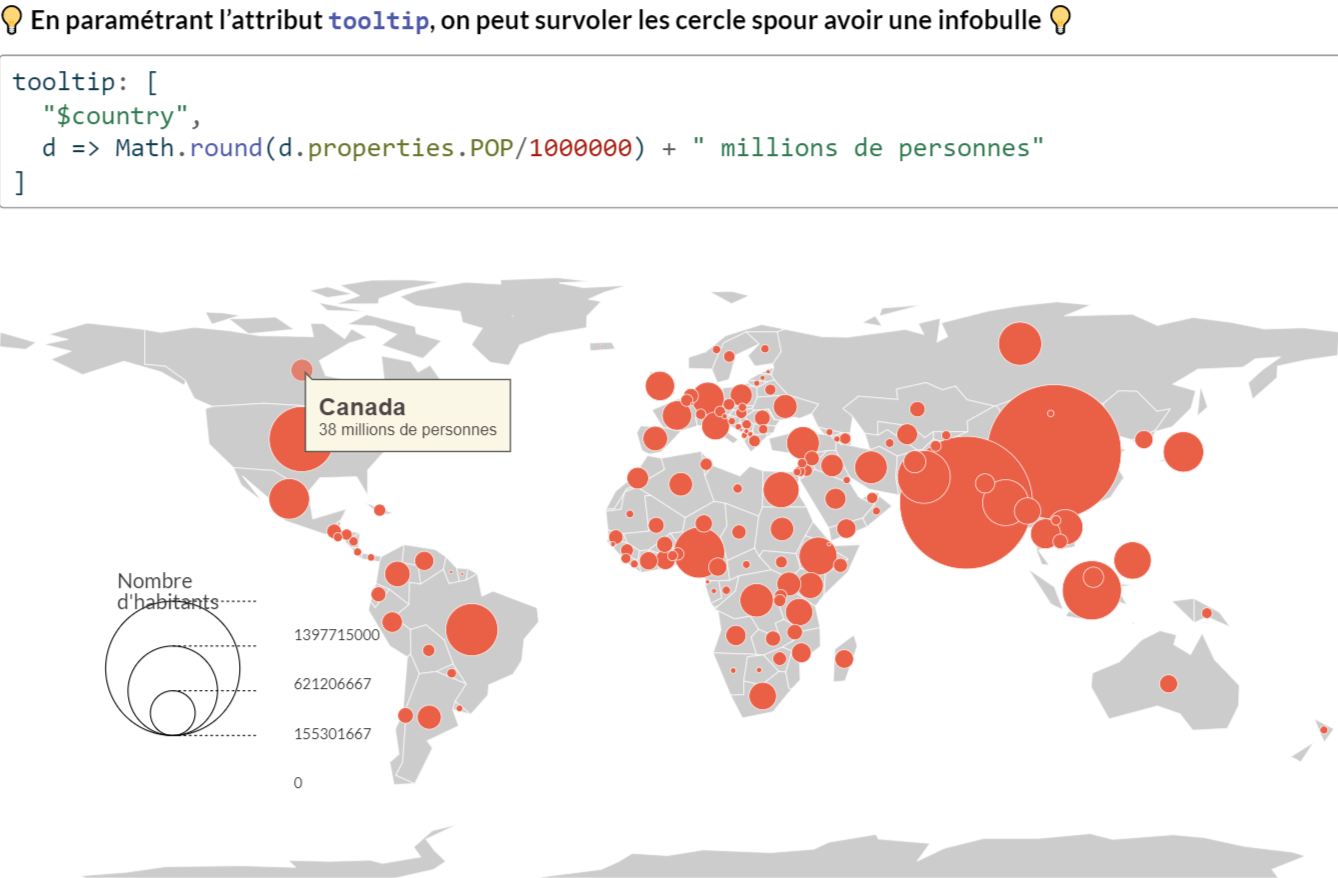 💡 En paramétrant l’attribut tooltip, on peut survoler les cercle spour avoir une infobulle 💡
tooltip: [
  "$country",
  d => Math.round(d.properties.POP/1000000) + " millions de personnes"
]
Canada
38 millions de personnes
Nombre
d'habitants
1397715000
621206667
155301667
0